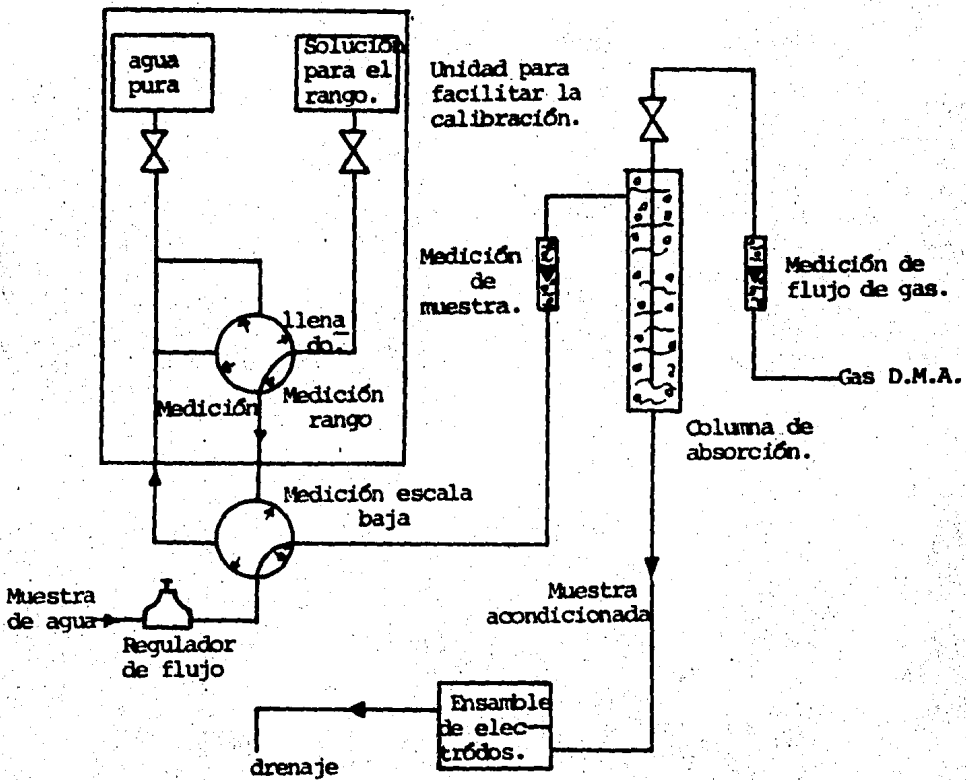 agua
pura
Solución
para el
rango.
Unidad para
facilitar la
calibración.
llena
do.
Medición
Medición
rango
Medición
de
muestra.
Medición de
flujo de gas.
Gas D.M.A.
Columna de
absorción.
Medición escala
baja
Muestra
de agua
Regulador
de flujo
Muestra
acondicionada
Ensamble
de elec-
tródos.
drenaje